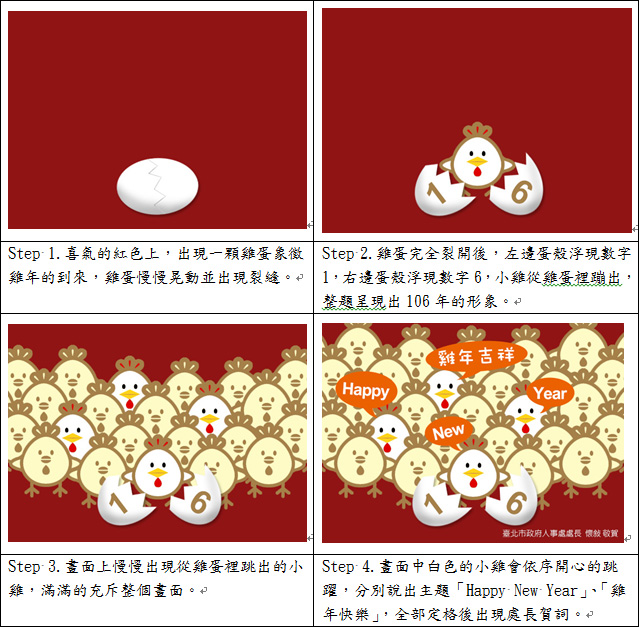 1 6
Step 1.喜氣的紅色上，出現一顆雞蛋象徵
雞年的到來，雞蛋慢慢晃動並出現裂縫。
Step 2.雞蛋完全裂開後，左邊蛋殼浮現數字
1，右邊蛋殼浮現數字 6，小雞從雞蛋裡蹦出，
整題呈現出 106 年的形象。
1 6
雞年吉祥
Happy
Year
New
1 6
臺北市政府人事處處長 懷敍 敬賀
Step 3.畫面上慢慢出現從雞蛋裡跳出的小
雞，滿滿的充斥整個畫面。
Step 4.畫面中白色的小雞會依序開心的跳
躍，分別說出主題「Happy New Year」、「雞
年快樂」，全部定格後出現處長賀詞。